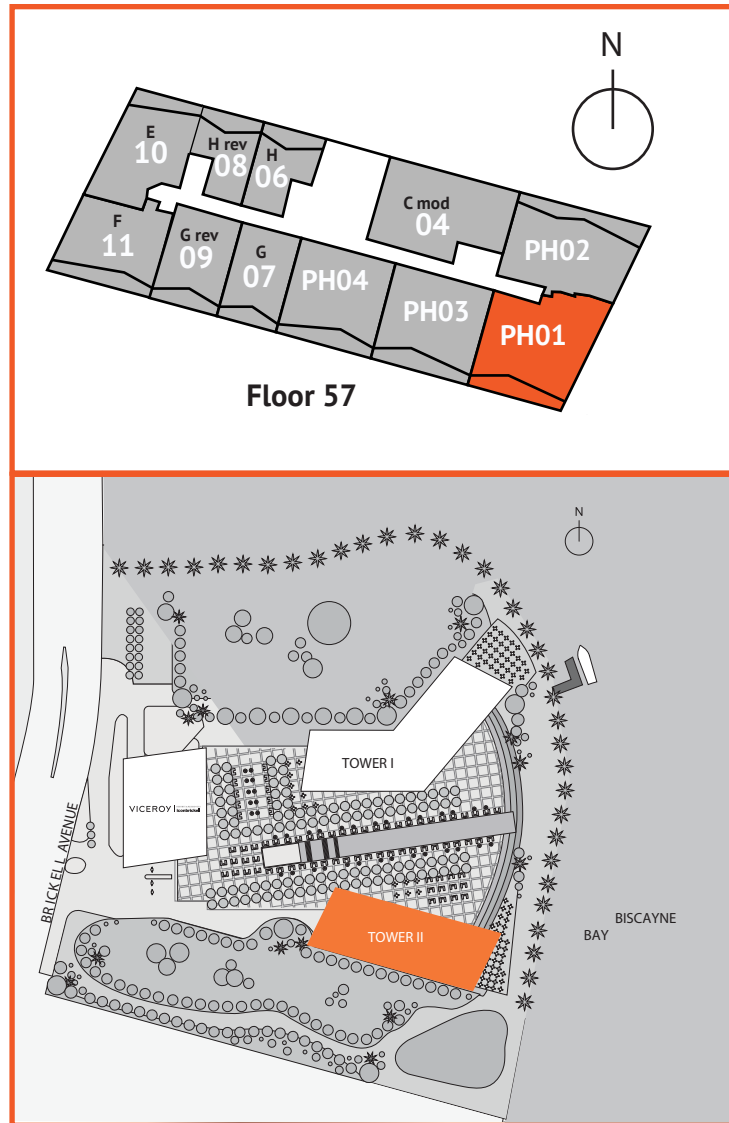 N
E
10
H rev
08
H
06
C mod
04
PH02
F
11
G rev
09
G
07
PH04
PH03
PH01
Floor 57
N
TOWER I
VICEROY
BRICKELL AVENUE
TOWER II
BISCAYNE
BAY